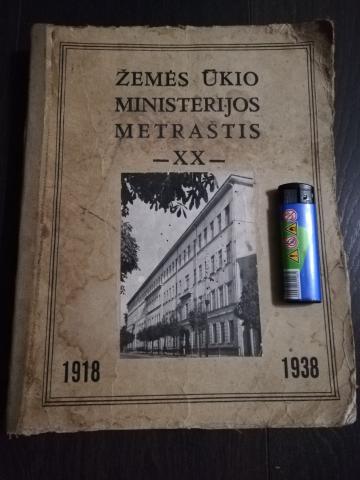 ŽEMĖS ŪKIO
MINISTERIJOS
METRAŠTIS
— XX —
1918
1938